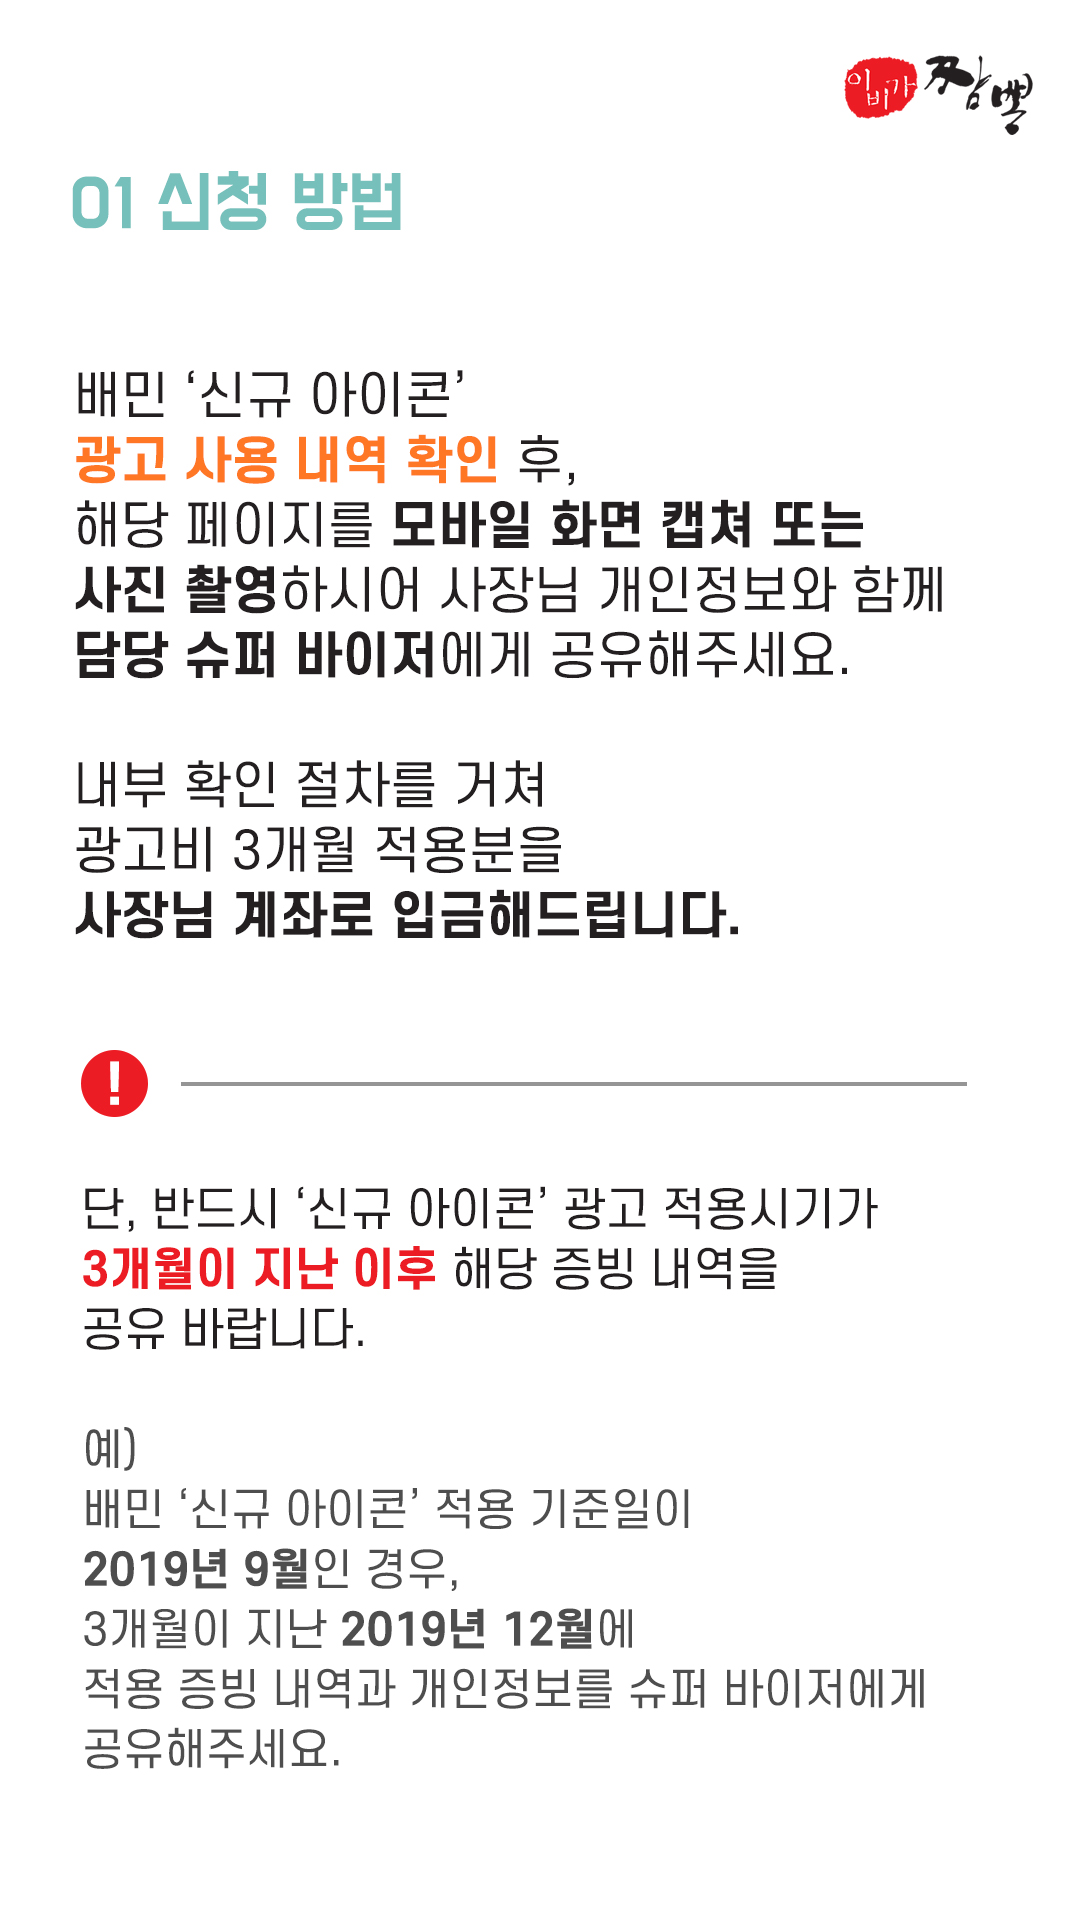 이비가 짬뽕
01 신청 방법
배민 ‘신규 아이콘’
광고 사용 내역 확인 후,
해당 페이지를 모바일 화면 캡쳐 또는
사진 촬영하시어 사장님 개인정보와 함께
담당 슈퍼 바이저에게 공유해주세요.
내부 확인 절차를 거쳐
광고비 3개월 적용분을
사장님 계좌로 입금해드립니다.
!
단, 반드시 ‘신규 아이콘’ 광고 적용시기가
3개월이 지난 이후 해당 증빙 내역을
공유 바랍니다.
예)
배민 ‘신규 아이콘’ 적용 기준일이
2019년 9월인 경우,
3개월이 지난 2019년 12월에
적용 증빙 내역과 개인정보를 슈퍼 바이저에게
공유해주세요.